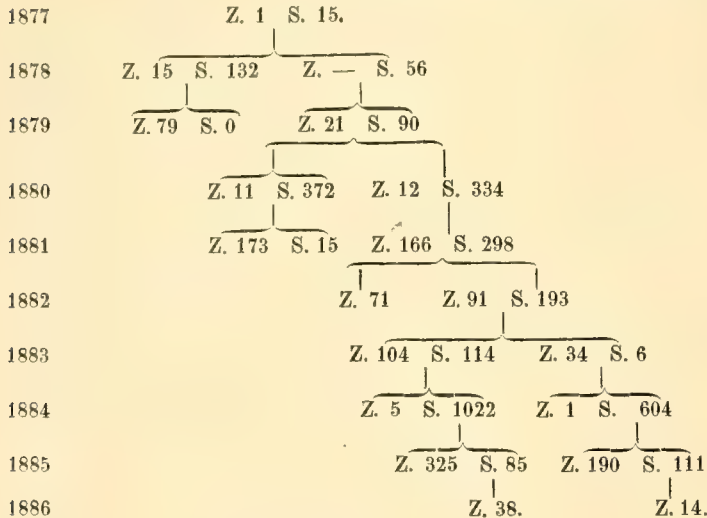 1877 Z. 1 S. 15.
1878 Z. 15 S. 132 Z. — S. 56
1879 Z. 79 S. 0 Z. 21 S. 90
1880 Z. 11 S. 372 Z. 12 S. 334
1881 Z. 173 S. 15 Z. 166 S. 298
1882 Z. 71 Z. 91 S. 193
1883 Z. 104 S. 114 Z. 34 S. 6
1884 Z. 5 S. 1022 Z. 1 S. 604
1885 Z. 325 S. 85 Z. 190 S. 111
1886 Z. 38. Z. 14.